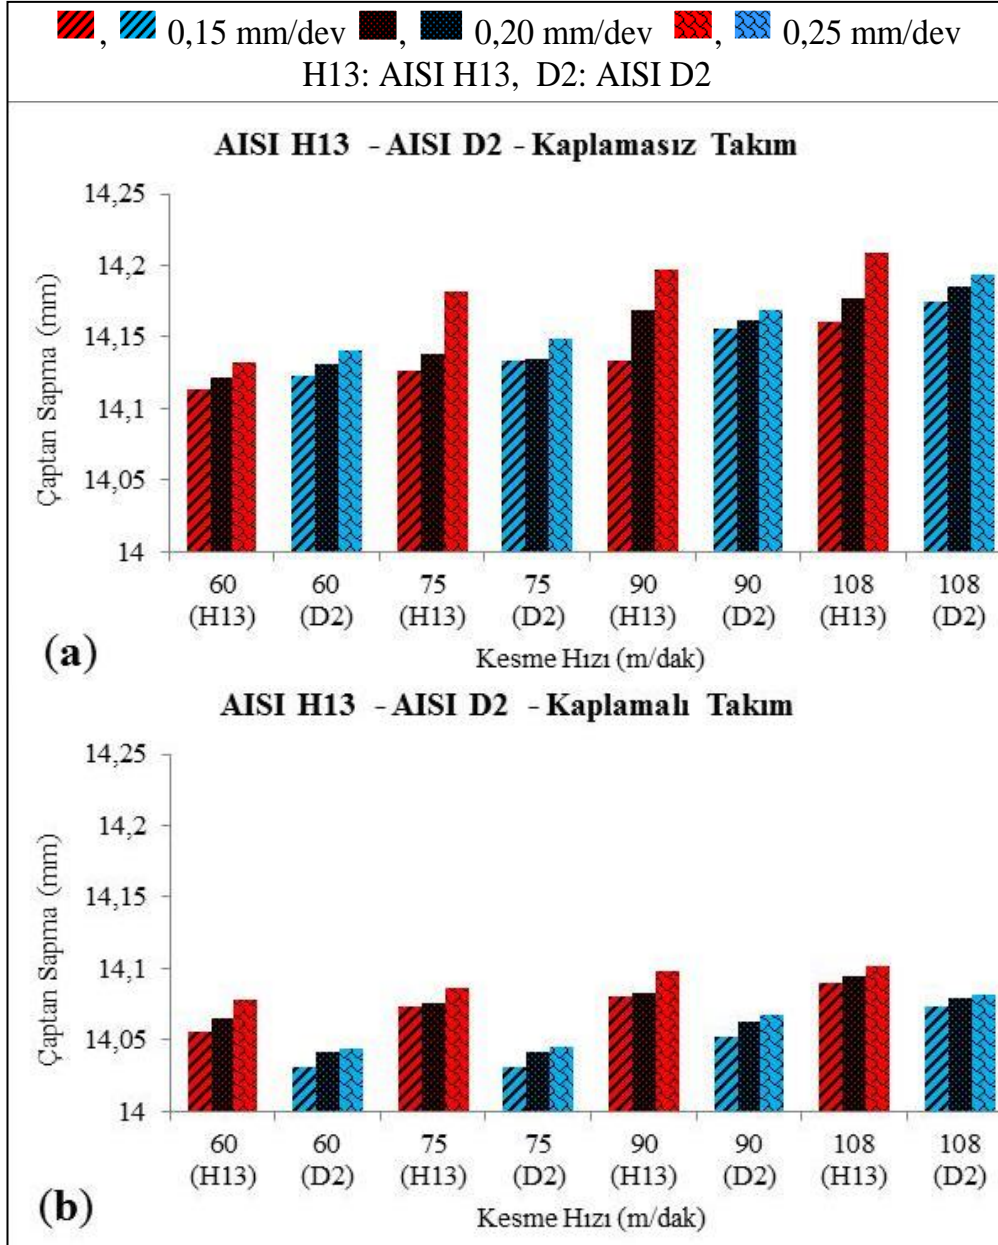 , 0,15 mm/dev , 0,20 mm/dev , 0,25 mm/dev
H13: AISI H13, D2: AISI D2
AISI H13 - AISI D2 - Kaplamasız Takım
Çaptan Sapma (mm)
14,25
14,2
14,15
14,1
14,05
14
60 60 75 75 90 90 108 108
(H13) (D2) (H13) (D2) (H13) (D2) (H13) (D2)
(a)
Kesme Hızı (m/dak)
AISI H13 - AISI D2 - Kaplamalı Takım
Çaptan Sapma (mm)
14,25
14,2
14,15
14,1
14,05
14
60 60 75 75 90 90 108 108
(H13) (D2) (H13) (D2) (H13) (D2) (H13) (D2)
(b)
Kesme Hızı (m/dak)